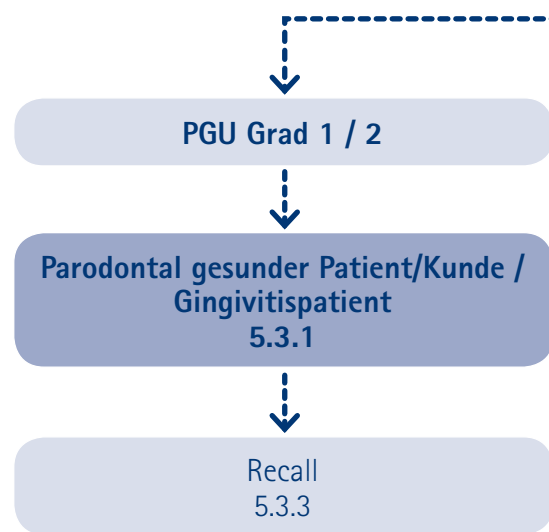 PGU Grad 1 / 2
Parodontal gesunder Patient/Kunde /
Gingivitispatient
5.3.1
Recall
5.3.3